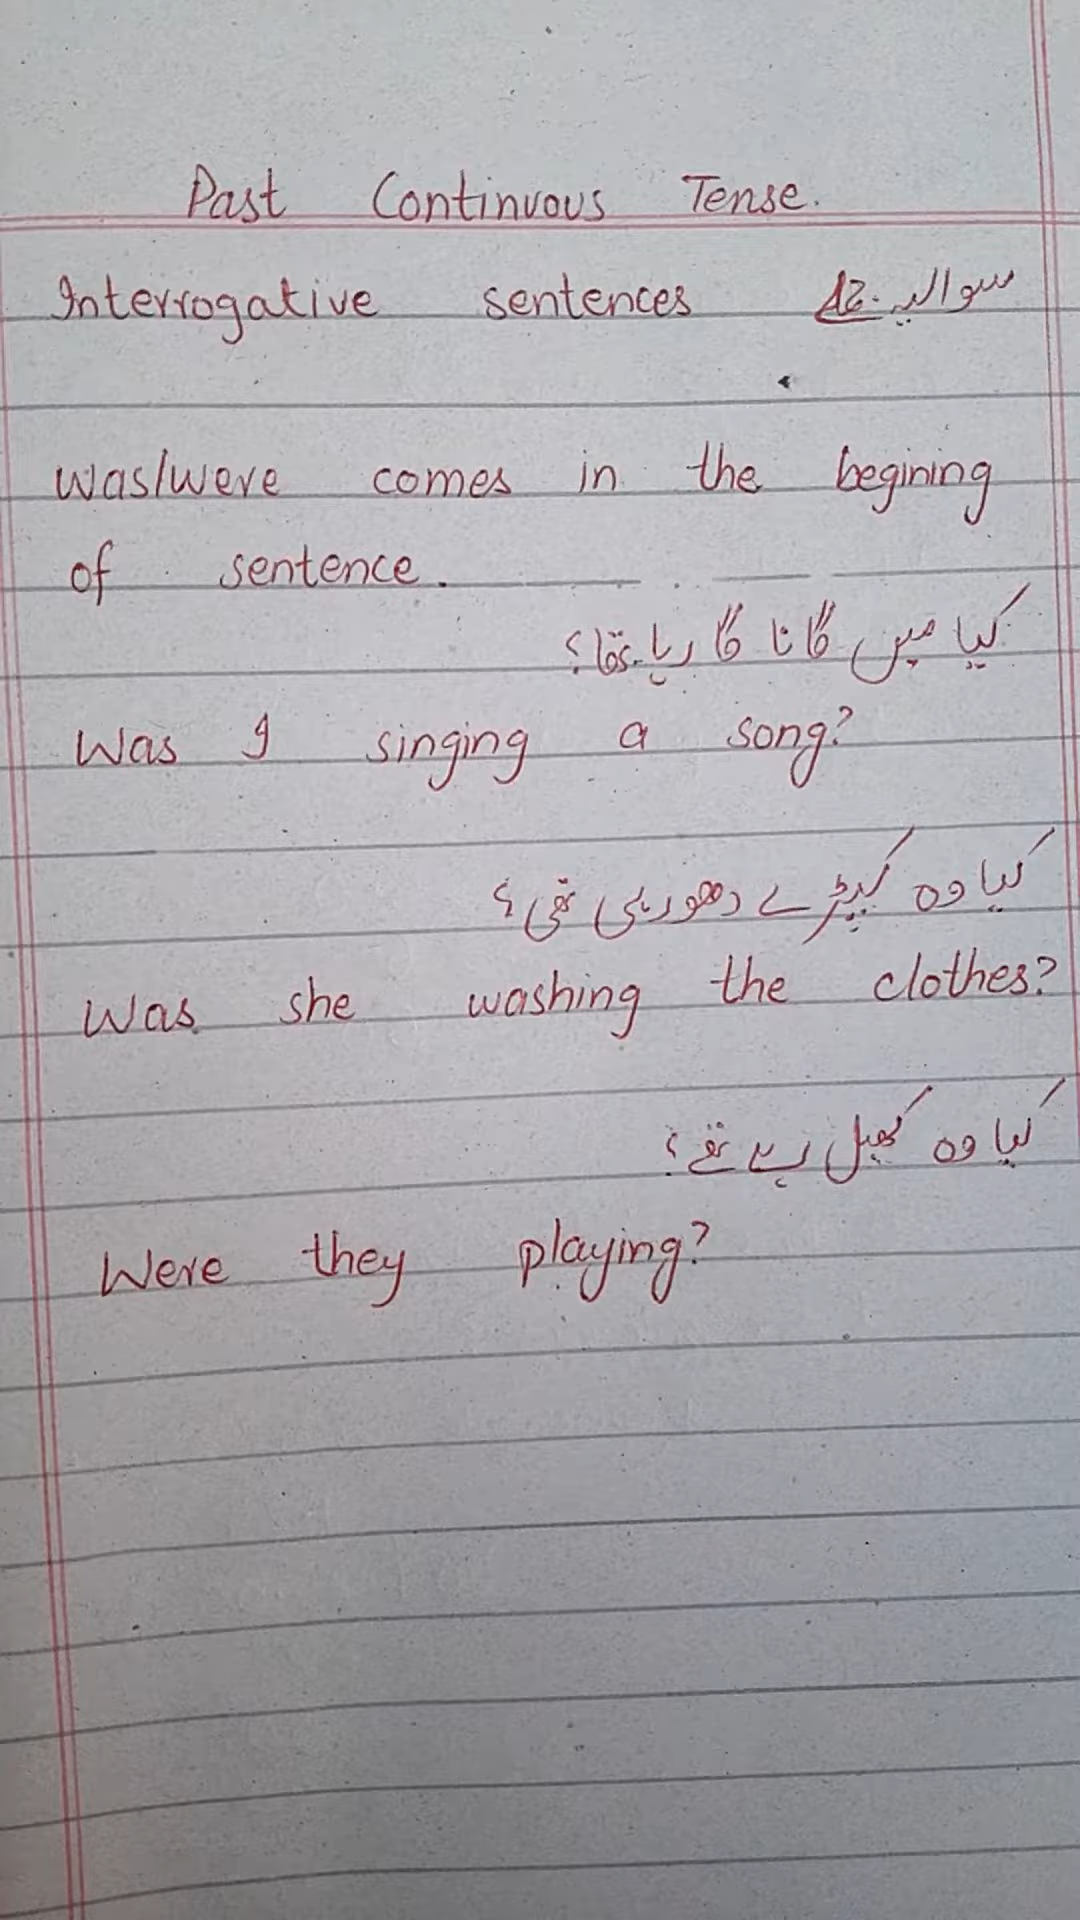 Past Continuous Tense.
Interrogative sentences سوالیہ جملے
was/were comes in the begining
of sentence.
کیا میں گانا گا رہا تھا؟
Was I singing a song?
کیا وہ کپڑے دھو رہی تھی؟
Was she washing the clothes?
کیا وہ کھیل رہے تھے؟
Were they playing?